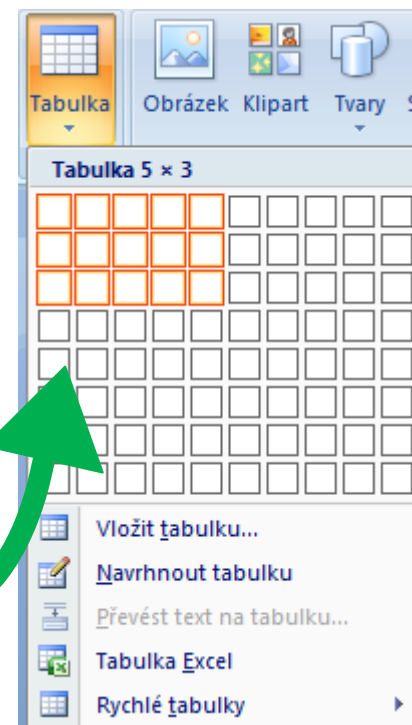 Tabulka Obrázek Klipart Tvary
Tabulka 5 × 3
Vložit tabulku...
Navrhnout tabulku
Převést text na tabulku...
Tabulka Excel
Rychlé tabulky